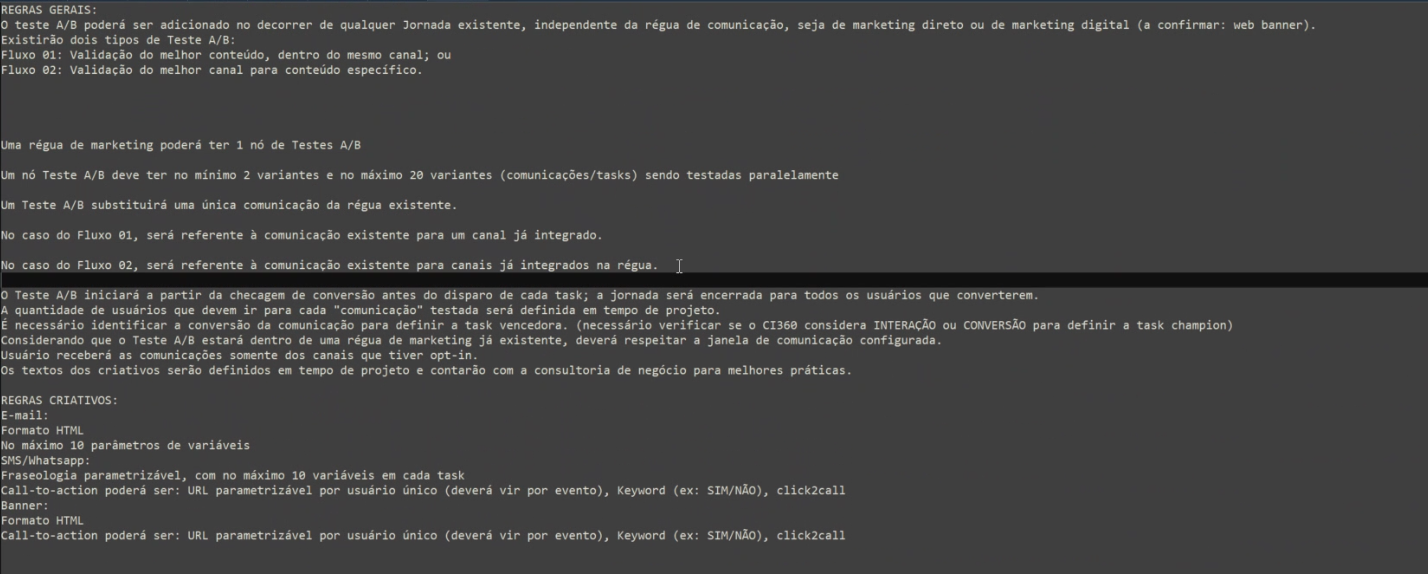 REGRAS GERAIS:
O teste A/B poderá ser adicionado no decorrer de qualquer Jornada existente, independente da régua de comunicação, seja de marketing direto ou de marketing digital (a confirmar: web banner).
Existirão dois tipos de Teste A/B:
Fluxo 01: Validação do melhor conteúdo, dentro do mesmo canal; ou
Fluxo 02: Validação do melhor canal para conteúdo específico.
Uma régua de marketing poderá ter 1 nó de Testes A/B
Um nó Teste A/B deve ter no mínimo 2 variantes e no máximo 20 variantes (comunicações/tasks) sendo testadas paralelamente
Um Teste A/B substituirá uma única comunicação da régua existente.
No caso do Fluxo 01, será referente à comunicação existente para um canal já integrado.
No caso do Fluxo 02, será referente à comunicação existente para canais já integrados na régua.
O Teste A/B iniciará a partir da checagem de conversão antes do disparo de cada task; a jornada será encerrada para todos os usuários que converterem.
A quantidade de usuários que devem ir para cada "comunicação" testada será definida em tempo de projeto.
É necessário identificar a conversão da comunicação para definir a task vencedora. (necessário verificar se o CI360 considera INTERAÇÃO ou CONVERSÃO para definir a task champion)
Considerando que o Teste A/B estará dentro de uma régua de marketing já existente, deverá respeitar a janela de comunicação configurada.
Usuário receberá as comunicações somente dos canais que tiver opt-in.
Os textos dos criativos serão definidos em tempo de projeto e contarão com a consultoria de negócio para melhores práticas.
REGRAS CRIATIVOS:
E-mail:
Formato HTML
No máximo 10 parâmetros de variáveis
SMS/Whatsapp:
Fraseologia parametrizável, com no máximo 10 variáveis em cada task
Call-to-action poderá ser: URL parametrizável por usuário único (deverá vir por evento), Keyword (ex: SIM/NÃO), click2call
Banner:
Formato HTML
Call-to-action poderá ser: URL parametrizável por usuário único (deverá vir por evento), Keyword (ex: SIM/NÃO), click2call